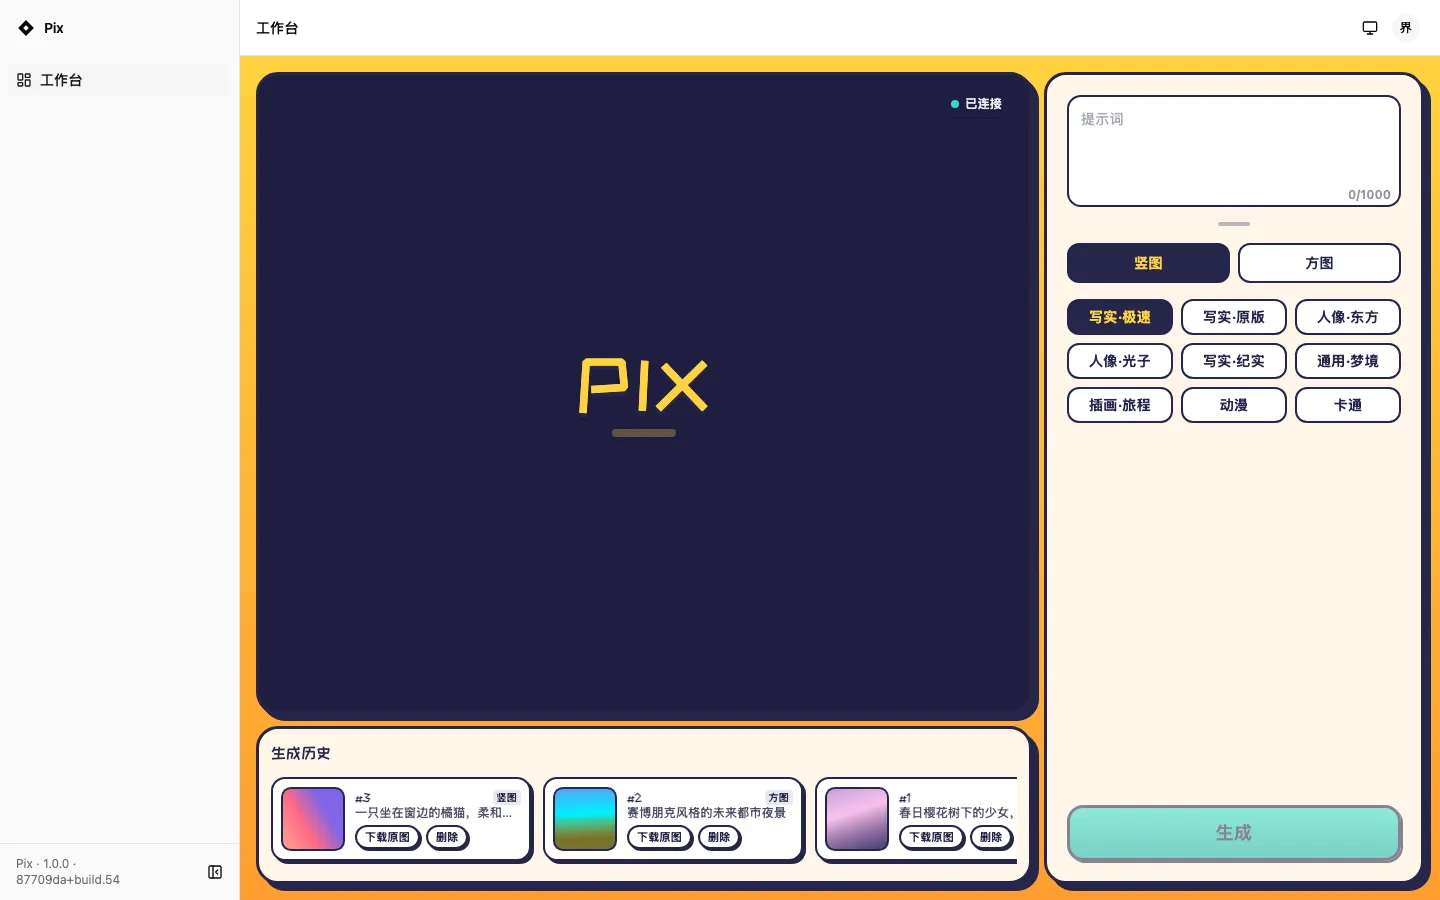 Pix
工作台
工作台
界
已连接
PIX
提示词
0/1000
竖图
方图
写实·极速
写实·原版
人像·东方
人像·光子
写实·纪实
通用·梦境
插画·旅程
动漫
卡通
生成
生成历史
#3
竖图
一只坐在窗边的橘猫，柔和...
下载原图
删除
#2
方图
赛博朋克风格的未来都市夜景
下载原图
删除
#1
春日樱花树下的少女，
下载原图
删除
Pix · 1.0.0 ·
87709da+build.54